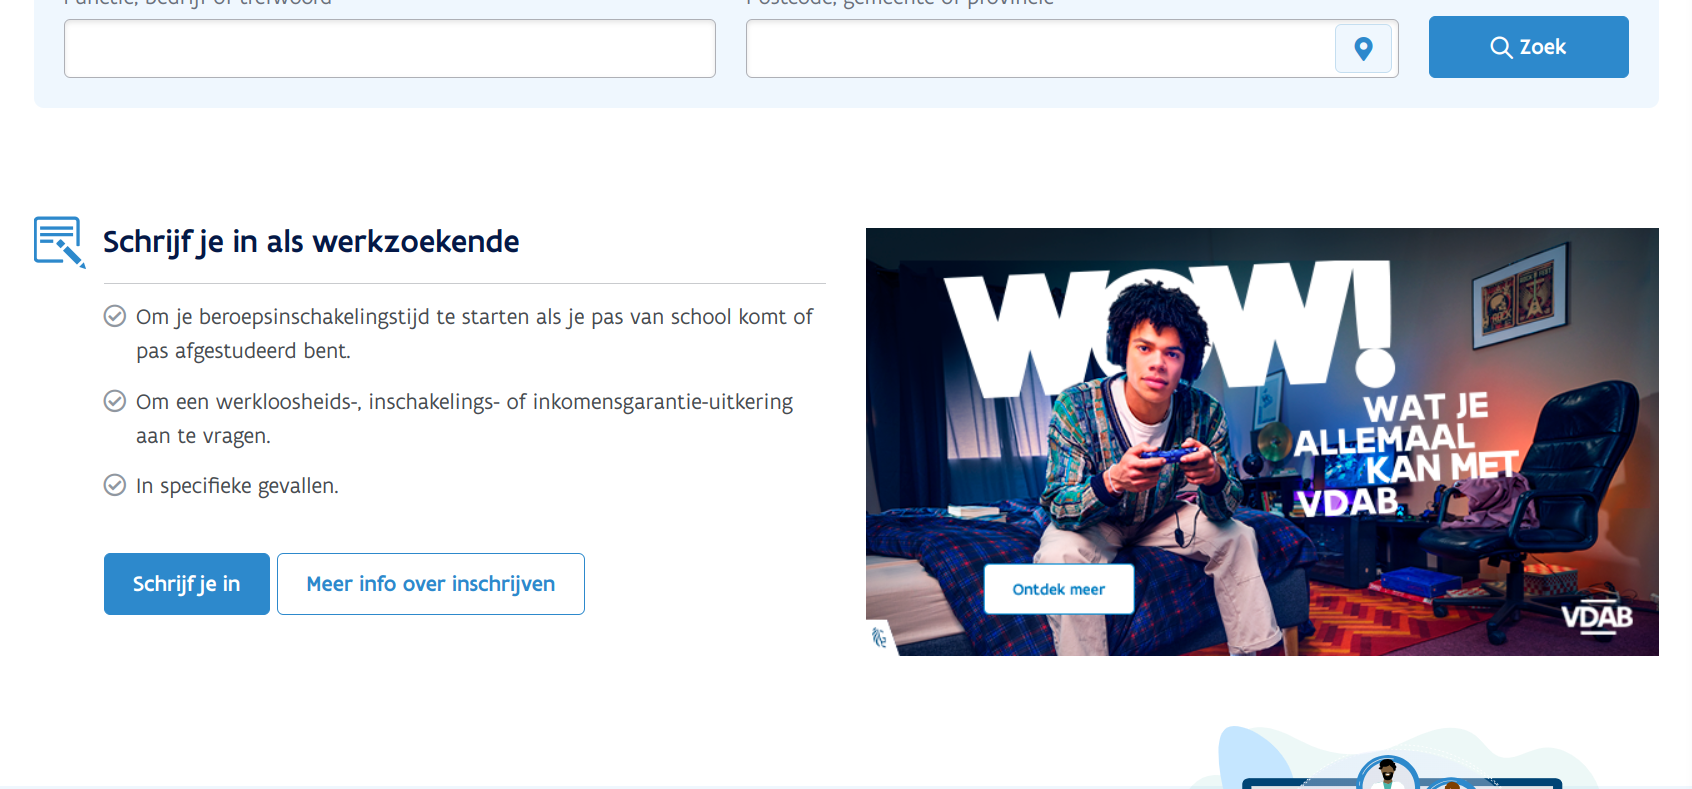 Functie, bedrijf of trefwoord
Postcode, gemeente of provincie
Zoek
Schrijf je in als werkzoekende
Om je beroepsinschakelingstijd te starten als je pas van school komt of
pas afgestudeerd bent.
Om een werkloosheids-, inschakelings- of inkomensgarantie-uitkering
aan te vragen.
In specifieke gevallen.
Schrijf je in
Meer info over inschrijven
WOW!
WAT JE
ALLEMAAL
KAN MET
VDAB
Ontdek meer
VDAB